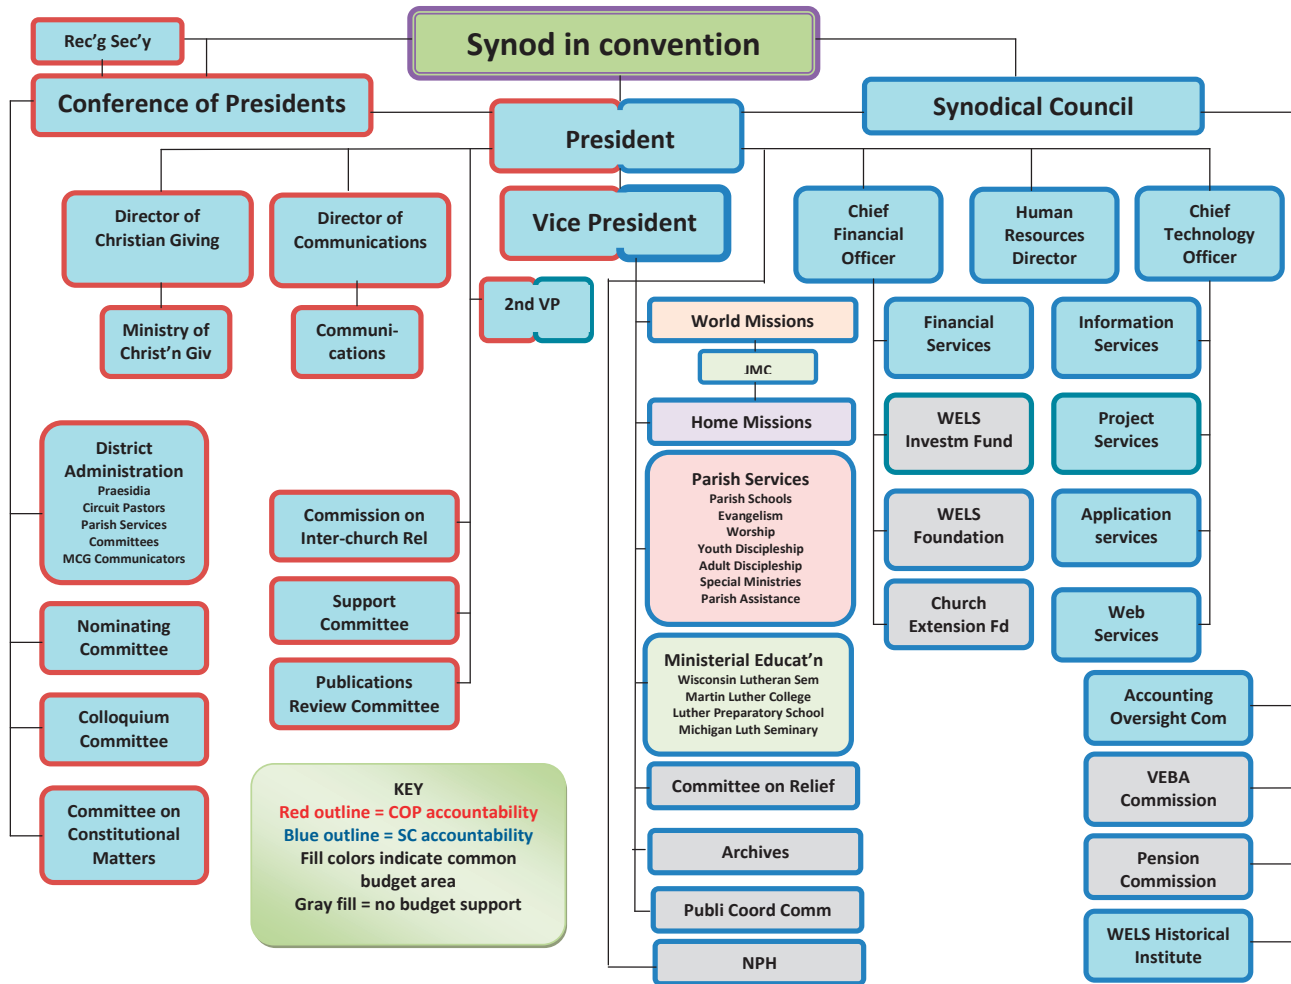 Rec’g Sec’y
Synod in convention
Conference of Presidents
Synodical Council
President
Vice President
Director of
Christian Giving
Director of
Communications
Chief
Financial
Officer
Human
Resources
Director
Chief
Technology
Officer
2nd VP
Ministry of
Christ’n Giv
Communi-
cations
World Missions
JMC
Home Missions
Financial
Services
Information
Services
WELS
Investm Fund
Project
Services
District
Administration
Praesidia
Circuit Pastors
Parish Services
Committees
MCG Communicators
Commission on
Inter-church Rel
Parish Services
Parish Schools
Evangelism
Worship
Youth Discipleship
Adult Discipleship
Special Ministries
Parish Assistance
WELS
Foundation
Application
services
Nominating
Committee
Support
Committee
Church
Extension Fd
Web
Services
Colloquium
Committee
Publications
Review Committee
Ministerial Educat’n
Wisconsin Lutheran Sem
Martin Luther College
Luther Preparatory School
Michigan Luth Seminary
Accounting
Oversight Com
Committee on
Constitutional
Matters
KEY
Red outline = COP accountability
Blue outline = SC accountability
Fill colors indicate common
budget area
Gray fill = no budget support
Committee on Relief
VEBA
Commission
Archives
Pension
Commission
Publi Coord Comm
WELS Historical
Institute
NPH